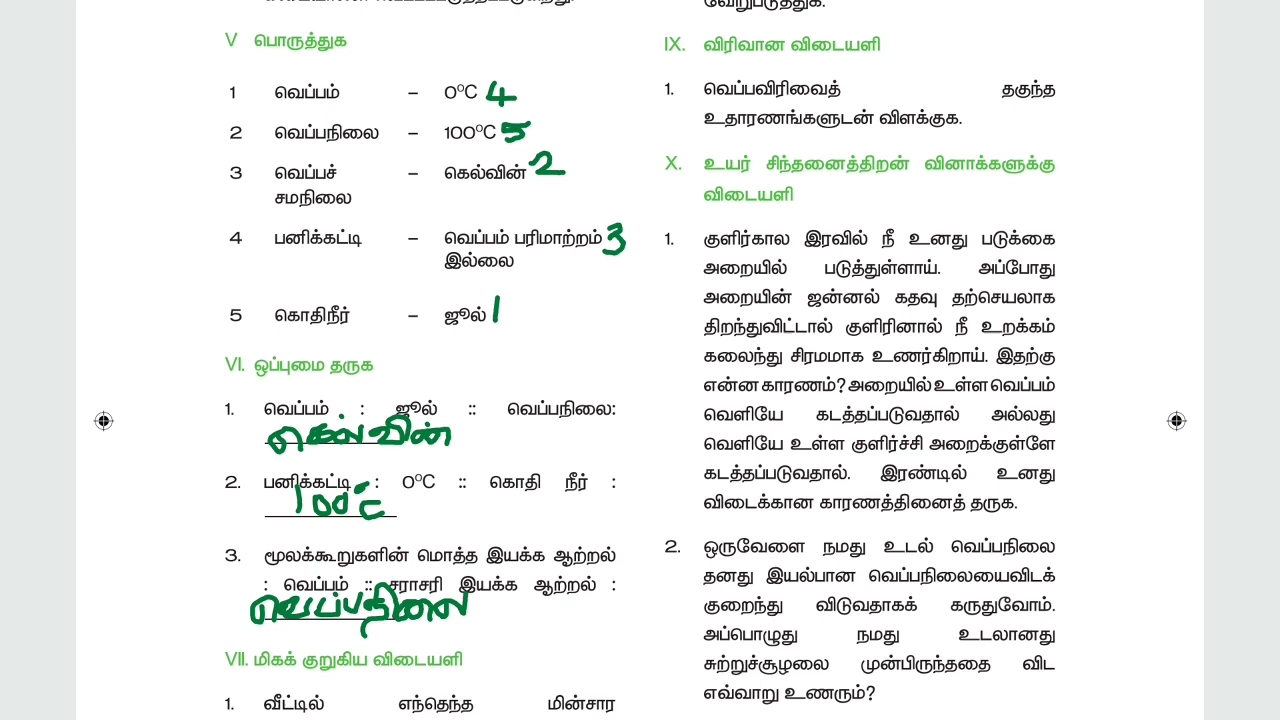 V பொருத்துக
1 வெப்பம் – 0°C 4
2 வெப்பநிலை – 100°C 5
3 வெப்பச் – கெல்வின் 2
சமநிலை
4 பனிக்கட்டி – வெப்பம் பரிமாற்றம் 3
இல்லை
5 கொதிநீர் – ஜூல் 1
VI. ஒப்புமை தருக
1. வெப்பம் : ஜூல் :: வெப்பநிலை:
கெல்வின்
2. பனிக்கட்டி : 0°C :: கொதி நீர் :
100°C
3. மூலக்கூறுகளின் மொத்த இயக்க ஆற்றல்
: வெப்பம் :: சராசரி இயக்க ஆற்றல் :
வெப்பநிலை
VII. மிகக் குறுகிய விடையளி
1. வீட்டில் எந்தெந்த மின்சார
வேறுபடுத்துக.
IX. விரிவான விடையளி
1. வெப்பவிரிவைத் தகுந்த
உதாரணங்களுடன் விளக்குக.
X. உயர் சிந்தனைத்திறன் வினாக்களுக்கு
விடையளி
1. குளிர்கால இரவில் நீ உனது படுக்கை
அறையில் படுத்துள்ளாய். அப்போது
அறையின் ஜன்னல் கதவு தற்செயலாக
திறந்துவிட்டால் குளிரினால் நீ உறக்கம்
கலைந்து சிரமமாக உணர்கிறாய். இதற்கு
என்ன காரணம்? அறையில் உள்ள வெப்பம்
வெளியே கடத்தப்படுவதால் அல்லது
வெளியே உள்ள குளிர்ச்சி அறைக்குள்ளே
கடத்தப்படுவதால். இரண்டில் உனது
விடைக்கான காரணத்தினைத் தருக.
2. ஒருவேளை நமது உடல் வெப்பநிலை
தனது இயல்பான வெப்பநிலையைவிடக்
குறைந்து விடுவதாகக் கருதுவோம்.
அப்பொழுது நமது உடலானது
சுற்றுச்சூழலை முன்பிருந்ததை விட
எவ்வாறு உணரும்?